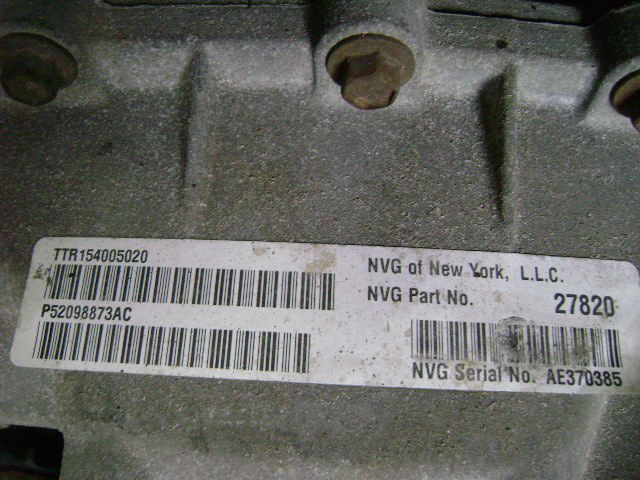 TTR154005020
P52098873AC
NVG of New York, L.L.C.
NVG Part No. 27820
NVG Serial No. AE370385